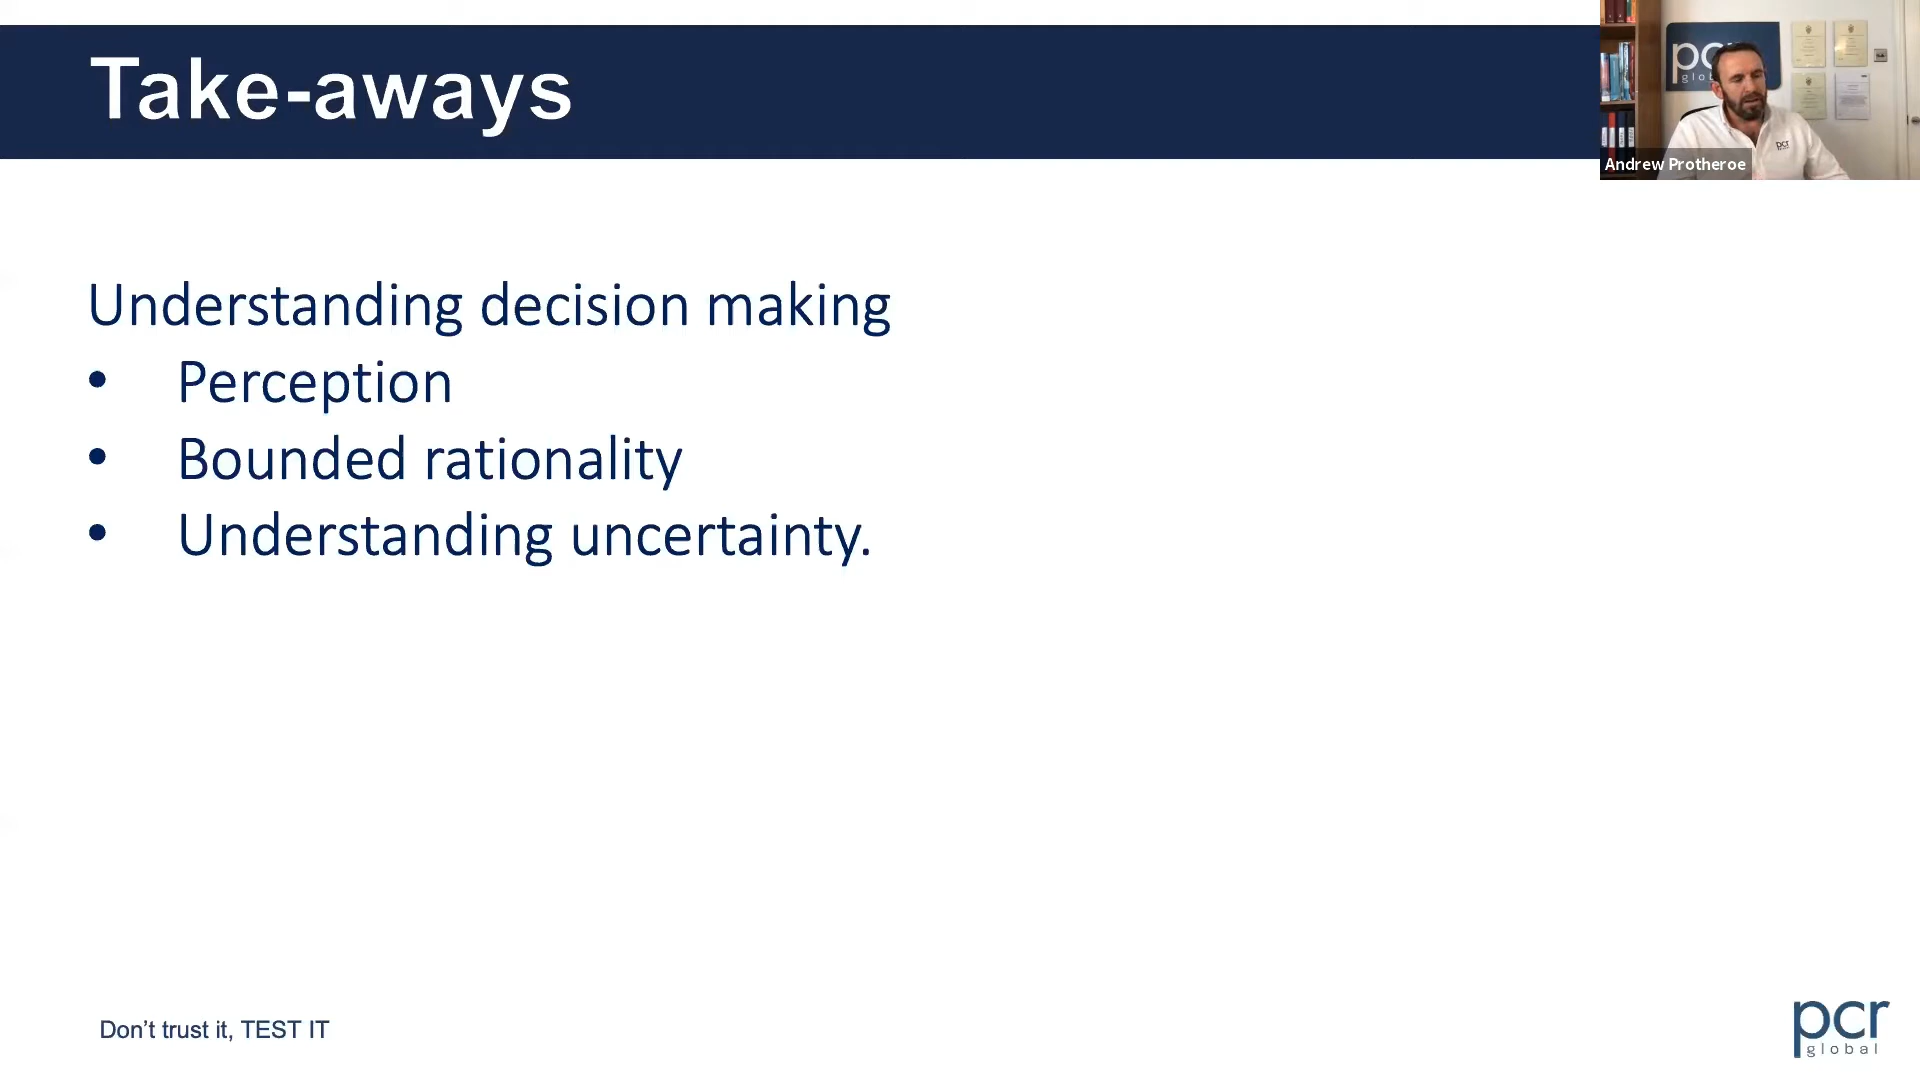 Take-aways
pcr
Andrew Protheroe
Understanding decision making
• Perception
• Bounded rationality
• Understanding uncertainty.
Don’t trust it, TEST IT
pcr
global